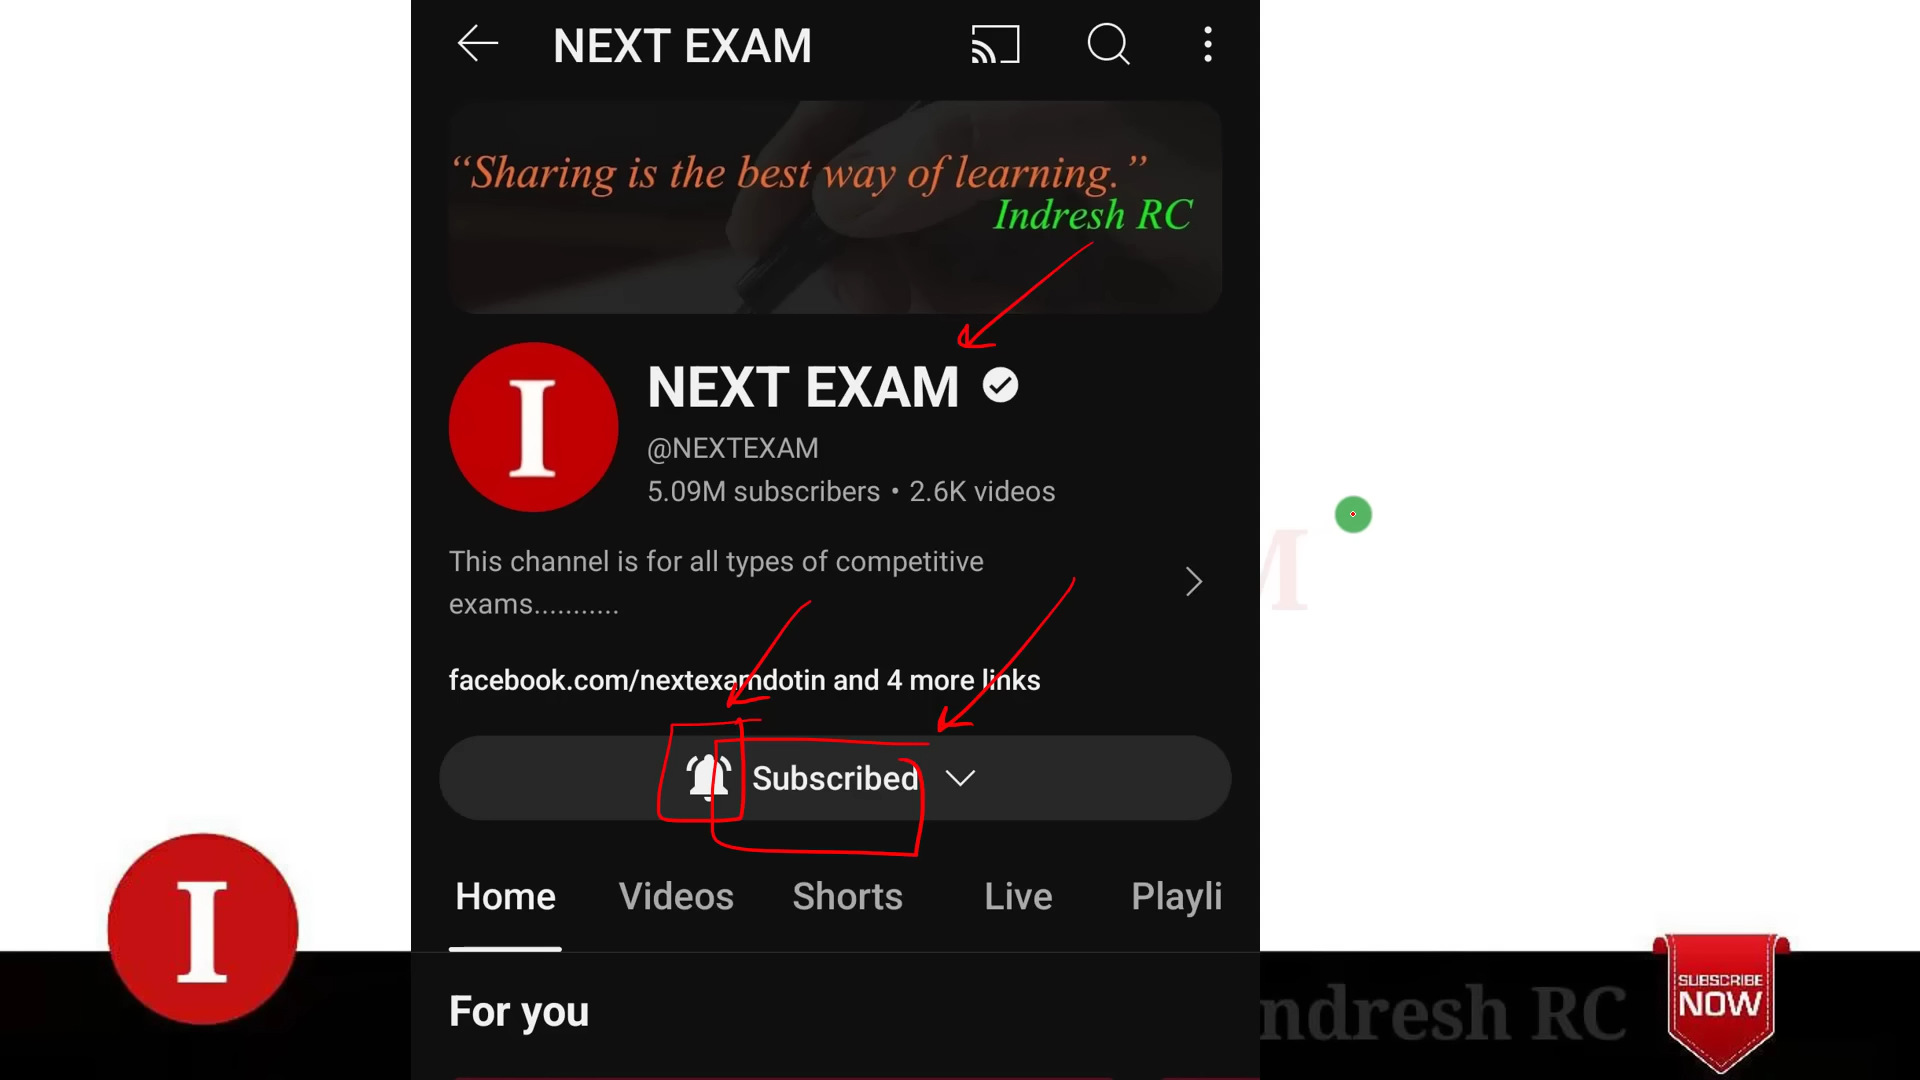 NEXT EXAM
“Sharing is the best way of learning.”
Indresh RC
I
NEXT EXAM
@NEXTEXAM
5.09M subscribers • 2.6K videos
This channel is for all types of competitive
exams...........
M
facebook.com/nextexamdotin and 4 more links
Subscribed
Home Videos Shorts Live Playli
I
For you
ndresh RC
SUBSCRIBE
NOW